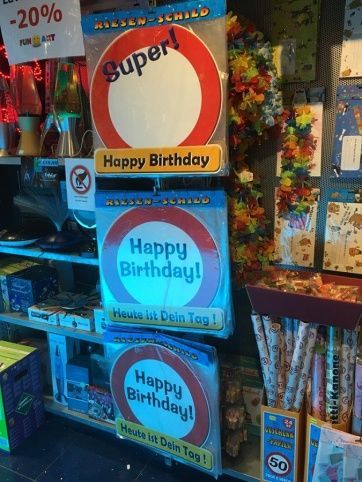 -20%
FUN ART
RIESEN-SCHILD
Super!
Happy Birthday
RIESEN-SCHILD
Happy
Birthday!
Heute ist Dein Tag !
RIESEN-SCHILD
Happy
Birthday!
Heute ist Dein Tag !
50